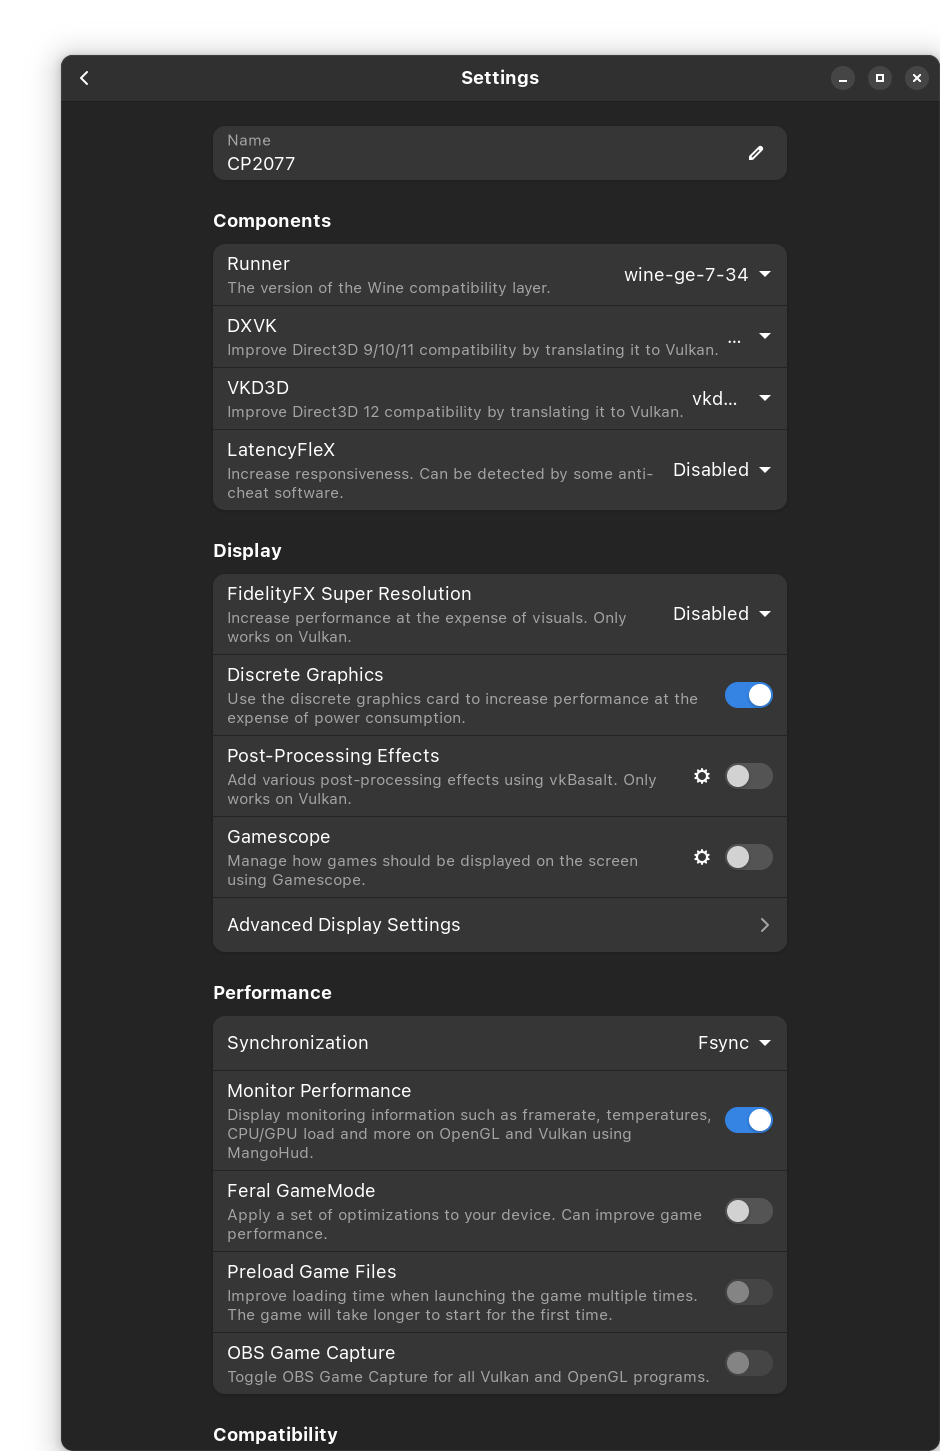 Settings
Name
CP2077
Components
Runner
The version of the Wine compatibility layer.
wine-ge-7-34
DXVK
Improve Direct3D 9/10/11 compatibility by translating it to Vulkan.
...
VKD3D
Improve Direct3D 12 compatibility by translating it to Vulkan.
vkd...
LatencyFleX
Increase responsiveness. Can be detected by some anti-
cheat software.
Disabled
Display
FidelityFX Super Resolution
Increase performance at the expense of visuals. Only
works on Vulkan.
Disabled
Discrete Graphics
Use the discrete graphics card to increase performance at the
expense of power consumption.
Post-Processing Effects
Add various post-processing effects using vkBasalt. Only
works on Vulkan.
Gamescope
Manage how games should be displayed on the screen
using Gamescope.
Advanced Display Settings
Performance
Synchronization
Fsync
Monitor Performance
Display monitoring information such as framerate, temperatures,
CPU/GPU load and more on OpenGL and Vulkan using
MangoHud.
Feral GameMode
Apply a set of optimizations to your device. Can improve game
performance.
Preload Game Files
Improve loading time when launching the game multiple times.
The game will take longer to start for the first time.
OBS Game Capture
Toggle OBS Game Capture for all Vulkan and OpenGL programs.
Compatibility